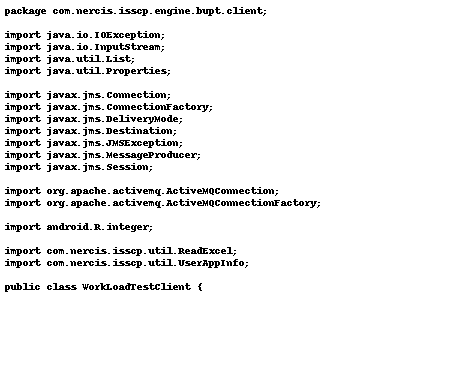 package com.nercis.isscp.engine.bupt.client;
import java.io.IOException;
import java.io.InputStream;
import java.util.List;
import java.util.Properties;
import javax.jms.Connection;
import javax.jms.ConnectionFactory;
import javax.jms.DeliveryMode;
import javax.jms.Destination;
import javax.jms.JMSException;
import javax.jms.MessageProducer;
import javax.jms.Session;
import org.apache.activemq.ActiveMQConnection;
import org.apache.activemq.ActiveMQConnectionFactory;
import android.R.integer;
import com.nercis.isscp.util.ReadExcel;
import com.nercis.isscp.util.UserAppInfo;
public class WorkLoadTestClient {